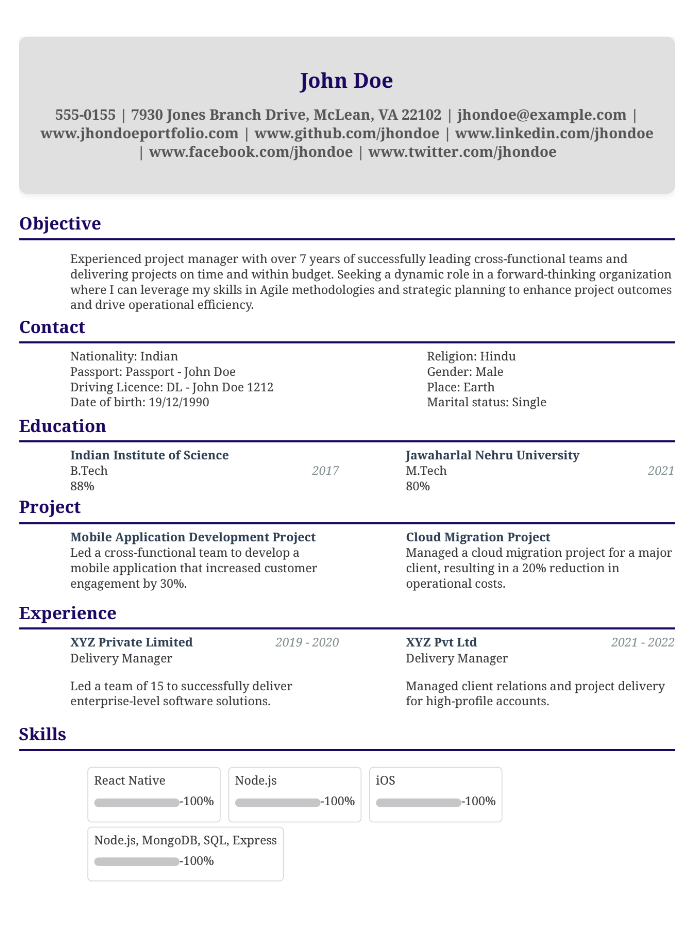 John Doe
555-0155 | 7930 Jones Branch Drive, McLean, VA 22102 | jhondoe@example.com |
www.jhondoeportfolio.com | www.github.com/jhondoe | www.linkedin.com/jhondoe
| www.facebook.com/jhondoe | www.twitter.com/jhondoe
Objective
Experienced project manager with over 7 years of successfully leading cross-functional teams and
delivering projects on time and within budget. Seeking a dynamic role in a forward-thinking organization
where I can leverage my skills in Agile methodologies and strategic planning to enhance project outcomes
and drive operational efficiency.
Contact
Nationality: Indian
Passport: Passport - John Doe
Driving Licence: DL - John Doe 1212
Date of birth: 19/12/1990
Religion: Hindu
Gender: Male
Place: Earth
Marital status: Single
Education
Indian Institute of Science
B.Tech 2017
88%
Jawaharlal Nehru University
M.Tech 2021
80%
Project
Mobile Application Development Project
Led a cross-functional team to develop a
mobile application that increased customer
engagement by 30%.
Cloud Migration Project
Managed a cloud migration project for a major
client, resulting in a 20% reduction in
operational costs.
Experience
XYZ Private Limited 2019 - 2020
Delivery Manager
Led a team of 15 to successfully deliver
enterprise-level software solutions.
XYZ Pvt Ltd 2021 - 2022
Delivery Manager
Managed client relations and project delivery
for high-profile accounts.
Skills
React Native
-100%
Node.js
-100%
iOS
-100%
Node.js, MongoDB, SQL, Express
-100%